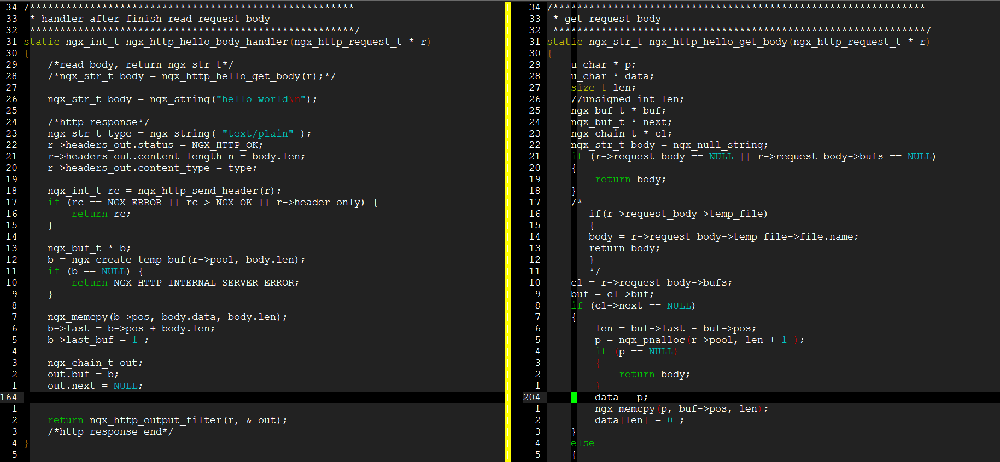 34 /******************************************************
33  * handler after finish read request body
32  ******************************************************/
31 static ngx_int_t ngx_http_hello_body_handler(ngx_http_request_t * r)
30 {
29     /*read body, return ngx_str_t*/
28     /*ngx_str_t body = ngx_http_hello_get_body(r);*/
27
26     ngx_str_t body = ngx_string("hello world\n");
25
24     /*http response*/
23     ngx_str_t type = ngx_string( "text/plain" );
22     r->headers_out.status = NGX_HTTP_OK;
21     r->headers_out.content_length_n = body.len;
20     r->headers_out.content_type = type;
19
18     ngx_int_t rc = ngx_http_send_header(r);
17     if (rc == NGX_ERROR || rc > NGX_OK || r->header_only) {
16         return rc;
15     }
14
13     ngx_buf_t * b;
12     b = ngx_create_temp_buf(r->pool, body.len);
11     if (b == NULL) {
10         return NGX_HTTP_INTERNAL_SERVER_ERROR;
9     }
8
7     ngx_memcpy(b->pos, body.data, body.len);
6     b->last = b->pos + body.len;
5     b->last_buf = 1 ;
4
3     ngx_chain_t out;
2     out.buf = b;
1     out.next = NULL;
164
1
2     return ngx_http_output_filter(r, & out);
3     /*http response end*/
4 }
5
34 /**************************************************************
33  * get request body
32  **************************************************************/
31 static ngx_str_t ngx_http_hello_get_body(ngx_http_request_t * r)
30 {
29     u_char * p;
28     u_char * data;
27     size_t len;
26     //unsigned int len;
25     ngx_buf_t * buf;
24     ngx_buf_t * next;
23     ngx_chain_t * cl;
22     ngx_str_t body = ngx_null_string;
21     if (r->request_body == NULL || r->request_body->bufs == NULL)
20     {
19         return body;
18     }
17     /*
16        if(r->request_body->temp_file)
15        {
14        body = r->request_body->temp_file->file.name;
13        return body;
12        }
11        */
10     cl = r->request_body->bufs;
9     buf = cl->buf;
8     if (cl->next == NULL)
7     {
6         len = buf->last - buf->pos;
5         p = ngx_pnalloc(r->pool, len + 1 );
4         if (p == NULL)
3         {
2             return body;
1         }
204         data = p;
1         ngx_memcpy(p, buf->pos, len);
2         data[len] = 0 ;
3     }
4     else
5     {